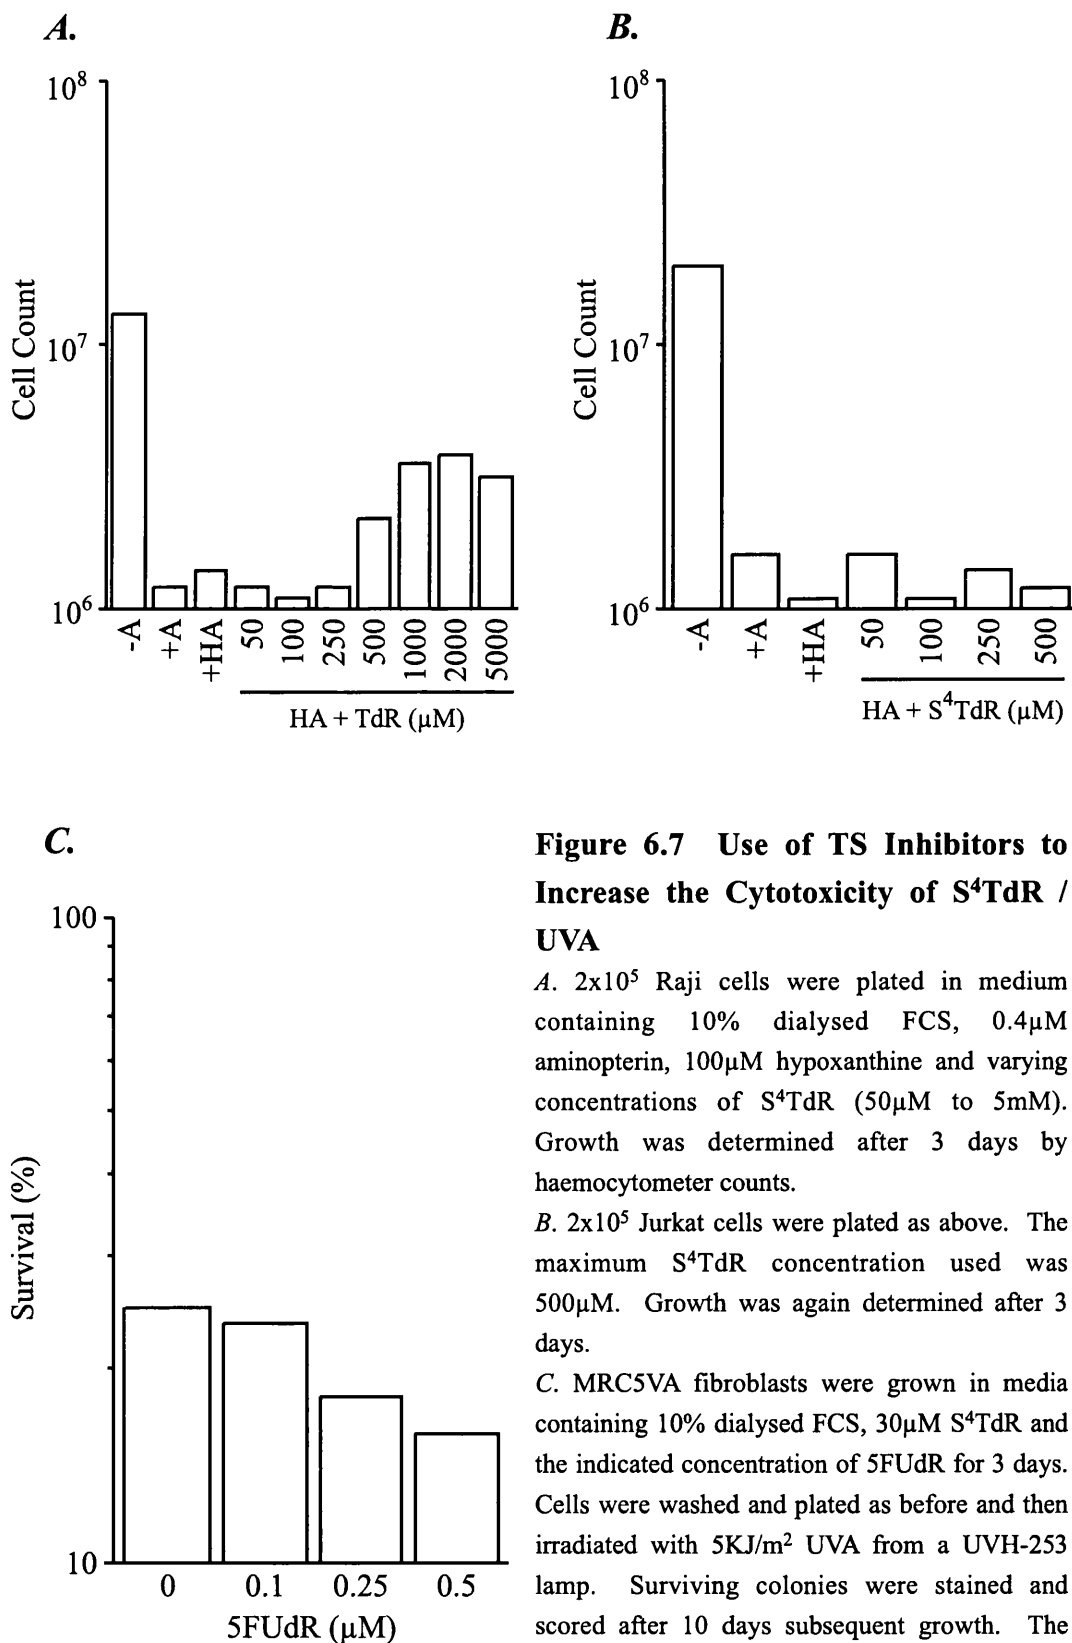 A.
10⁸
10⁷
10⁶
Cell Count
-A
+A
+HA
50
100
250
500
1000
2000
5000
HA + TdR (µM)
B.
10⁸
10⁷
10⁶
Cell Count
-A
+A
+HA
50
100
250
500
HA + S⁴TdR (µM)
C.
100
10
Survival (%)
0
0.1
0.25
0.5
5FUdR (µM)
Figure 6.7 Use of TS Inhibitors to
Increase the Cytotoxicity of S⁴TdR /
UVA
A. 2x10⁵ Raji cells were plated in medium
containing 10% dialysed FCS, 0.4µM
aminopterin, 100µM hypoxanthine and varying
concentrations of S⁴TdR (50µM to 5mM).
Growth was determined after 3 days by
haemocytometer counts.
B. 2x10⁵ Jurkat cells were plated as above. The
maximum S⁴TdR concentration used was
500µM. Growth was again determined after 3
days.
C. MRC5VA fibroblasts were grown in media
containing 10% dialysed FCS, 30µM S⁴TdR and
the indicated concentration of 5FUdR for 3 days.
Cells were washed and plated as before and then
irradiated with 5KJ/m² UVA from a UVH-253
lamp. Surviving colonies were stained and
scored after 10 days subsequent growth. The